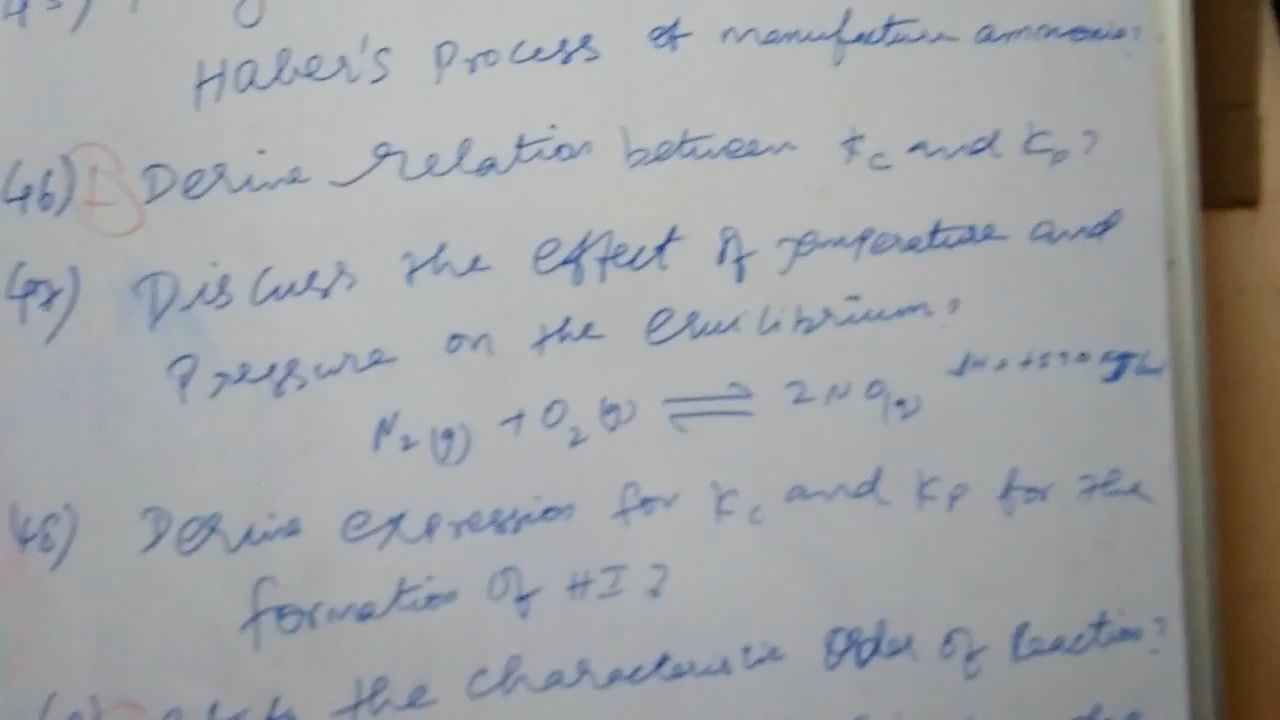 45)
Haber's Process of manufacture ammonia?
46) 1 Derive relation between Kc and Kp?
47) Discuss the effect of Temperature and
Pressure on the Equilibrium?
N2(g) + O2(g) ⇌ 2NO(g)
48) Derive expression for Kc and Kp for the
formation of HI?
the characteristic order of Reaction?